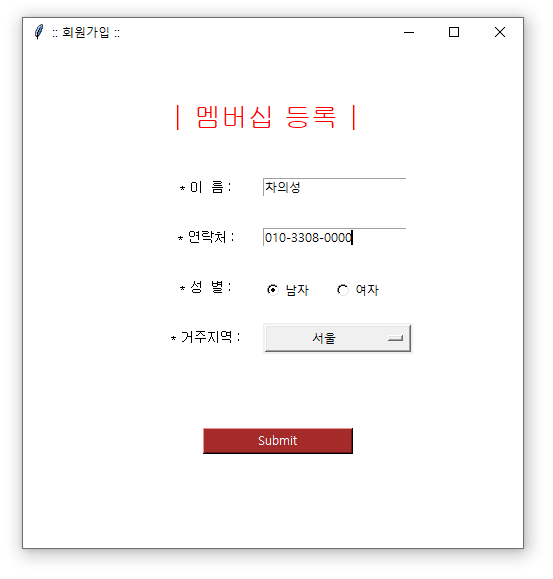 :: 회원가입 ::
| 멤버십 등록 |
* 이 름 : 차의성
* 연락처 : 010-3308-0000
* 성 별 : 남자 여자
* 거주지역 : 서울
Submit